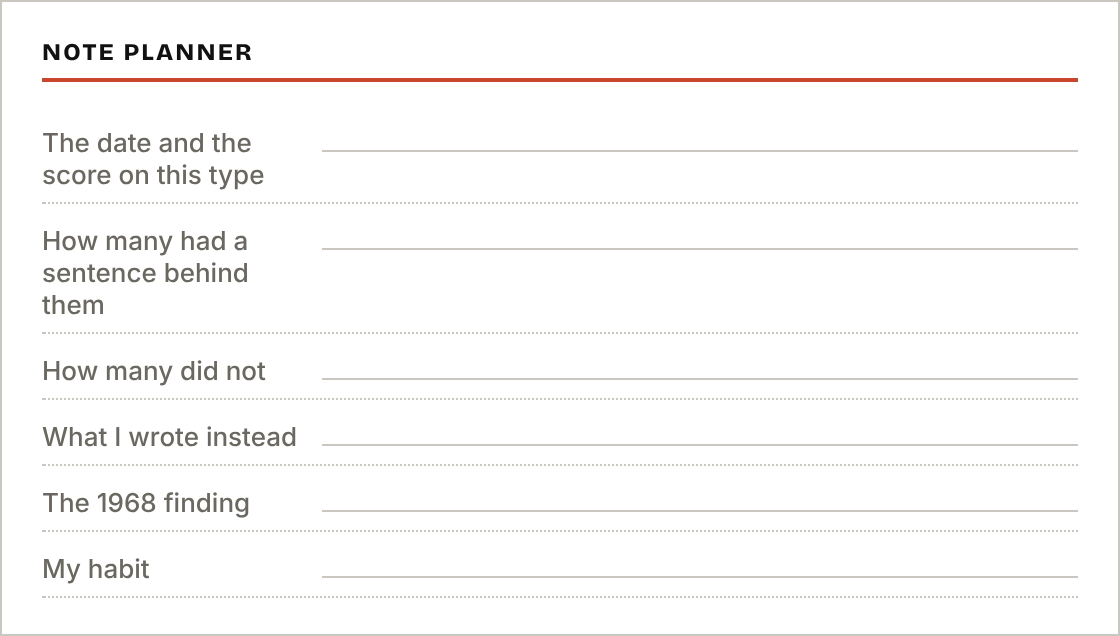 NOTE PLANNER
The date and the
score on this type
How many had a
sentence behind
them
How many did not
What I wrote instead
The 1968 finding
My habit